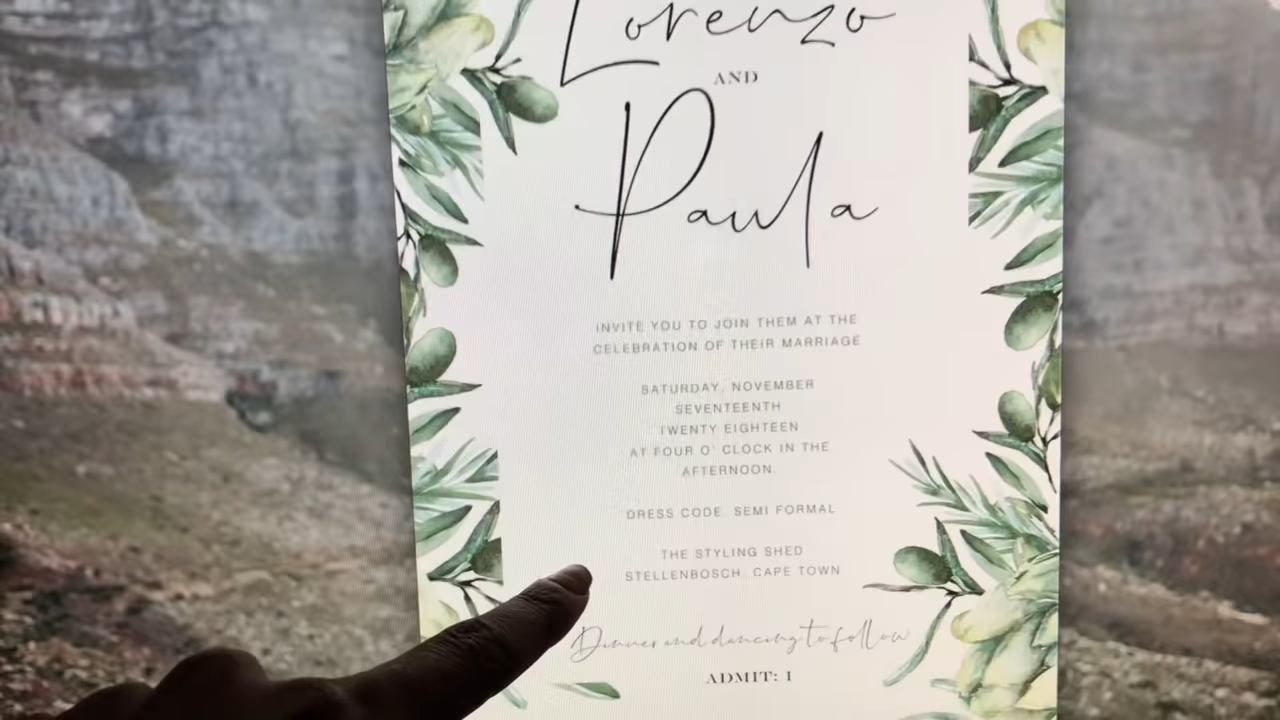 Lorenzo
AND
Paula
INVITE YOU TO JOIN THEM AT THE
CELEBRATION OF THEIR MARRIAGE
SATURDAY, NOVEMBER
SEVENTEENTH
TWENTY EIGHTEEN
AT FOUR O' CLOCK IN THE
AFTERNOON.
DRESS CODE: SEMI FORMAL
THE STYLING SHED
STELLENBOSCH, CAPE TOWN
Dinner and dancing to follow
ADMIT: 1